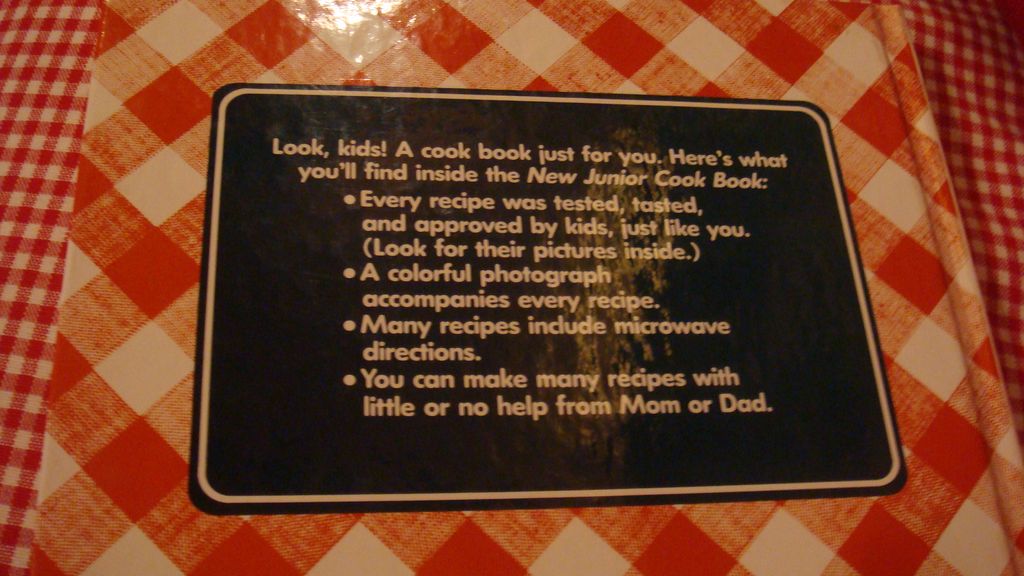 Look, kids! A cook book just for you. Here's what
you'll find inside the New Junior Cook Book:
• Every recipe was tested, tasted,
and approved by kids, just like you.
(Look for their pictures inside.)
• A colorful photograph
accompanies every recipe.
• Many recipes include microwave
directions.
• You can make many recipes with
little or no help from Mom or Dad.